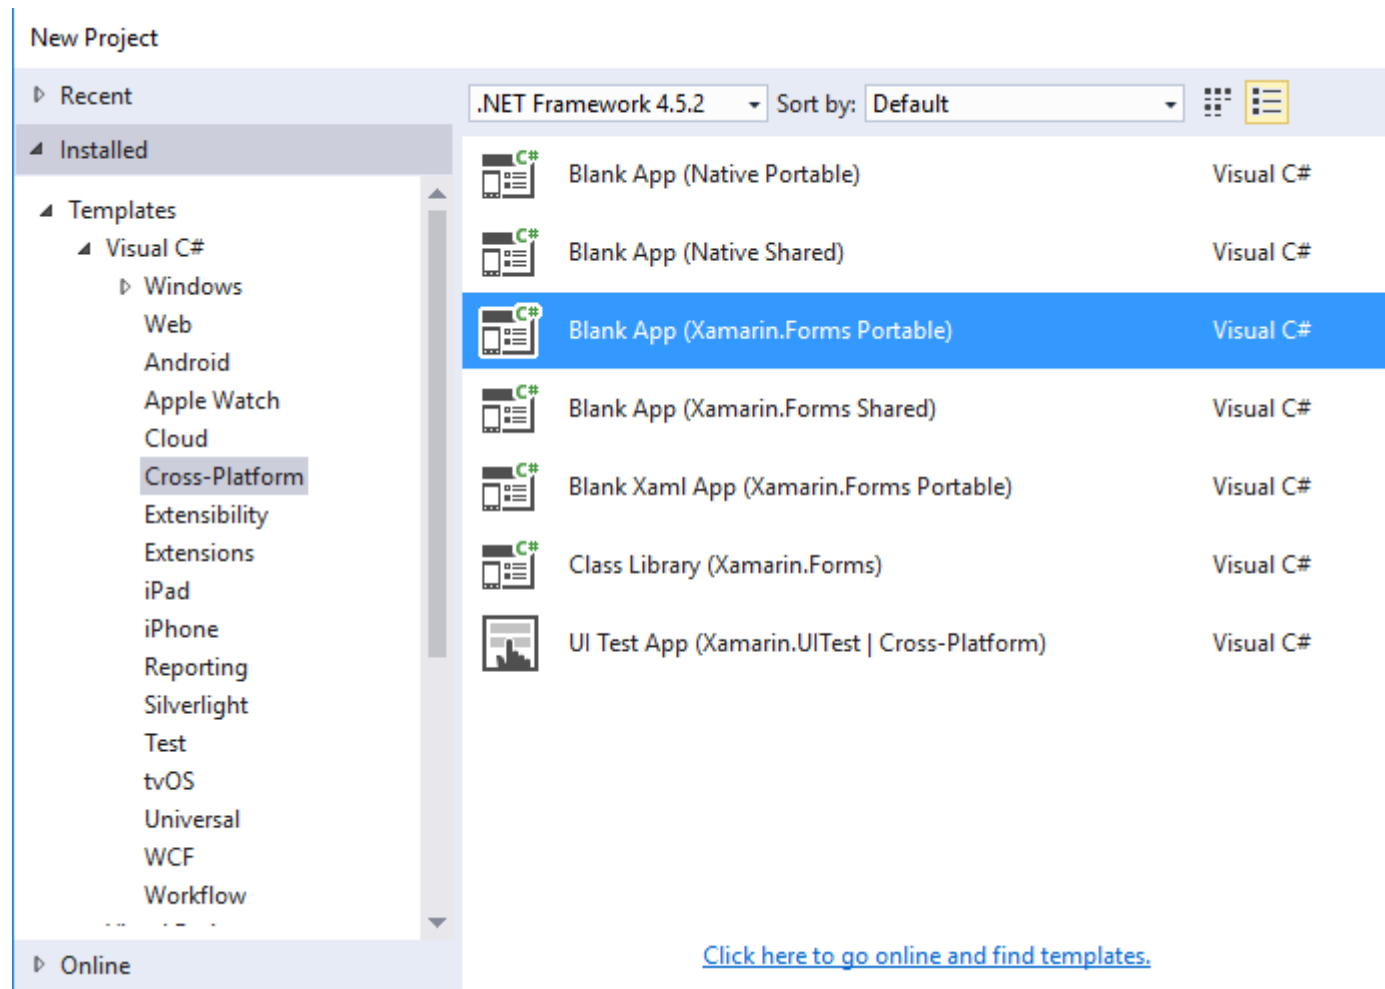 New Project
Recent
Installed
Templates
Visual C#
Windows
Web
Android
Apple Watch
Cloud
Cross-Platform
Extensibility
Extensions
iPad
iPhone
Reporting
Silverlight
Test
tvOS
Universal
WCF
Workflow
Online
.NET Framework 4.5.2 Sort by: Default
Blank App (Native Portable) Visual C#
Blank App (Native Shared) Visual C#
Blank App (Xamarin.Forms Portable) Visual C#
Blank App (Xamarin.Forms Shared) Visual C#
Blank Xaml App (Xamarin.Forms Portable) Visual C#
Class Library (Xamarin.Forms) Visual C#
UI Test App (Xamarin.UITest | Cross-Platform) Visual C#
Click here to go online and find templates.